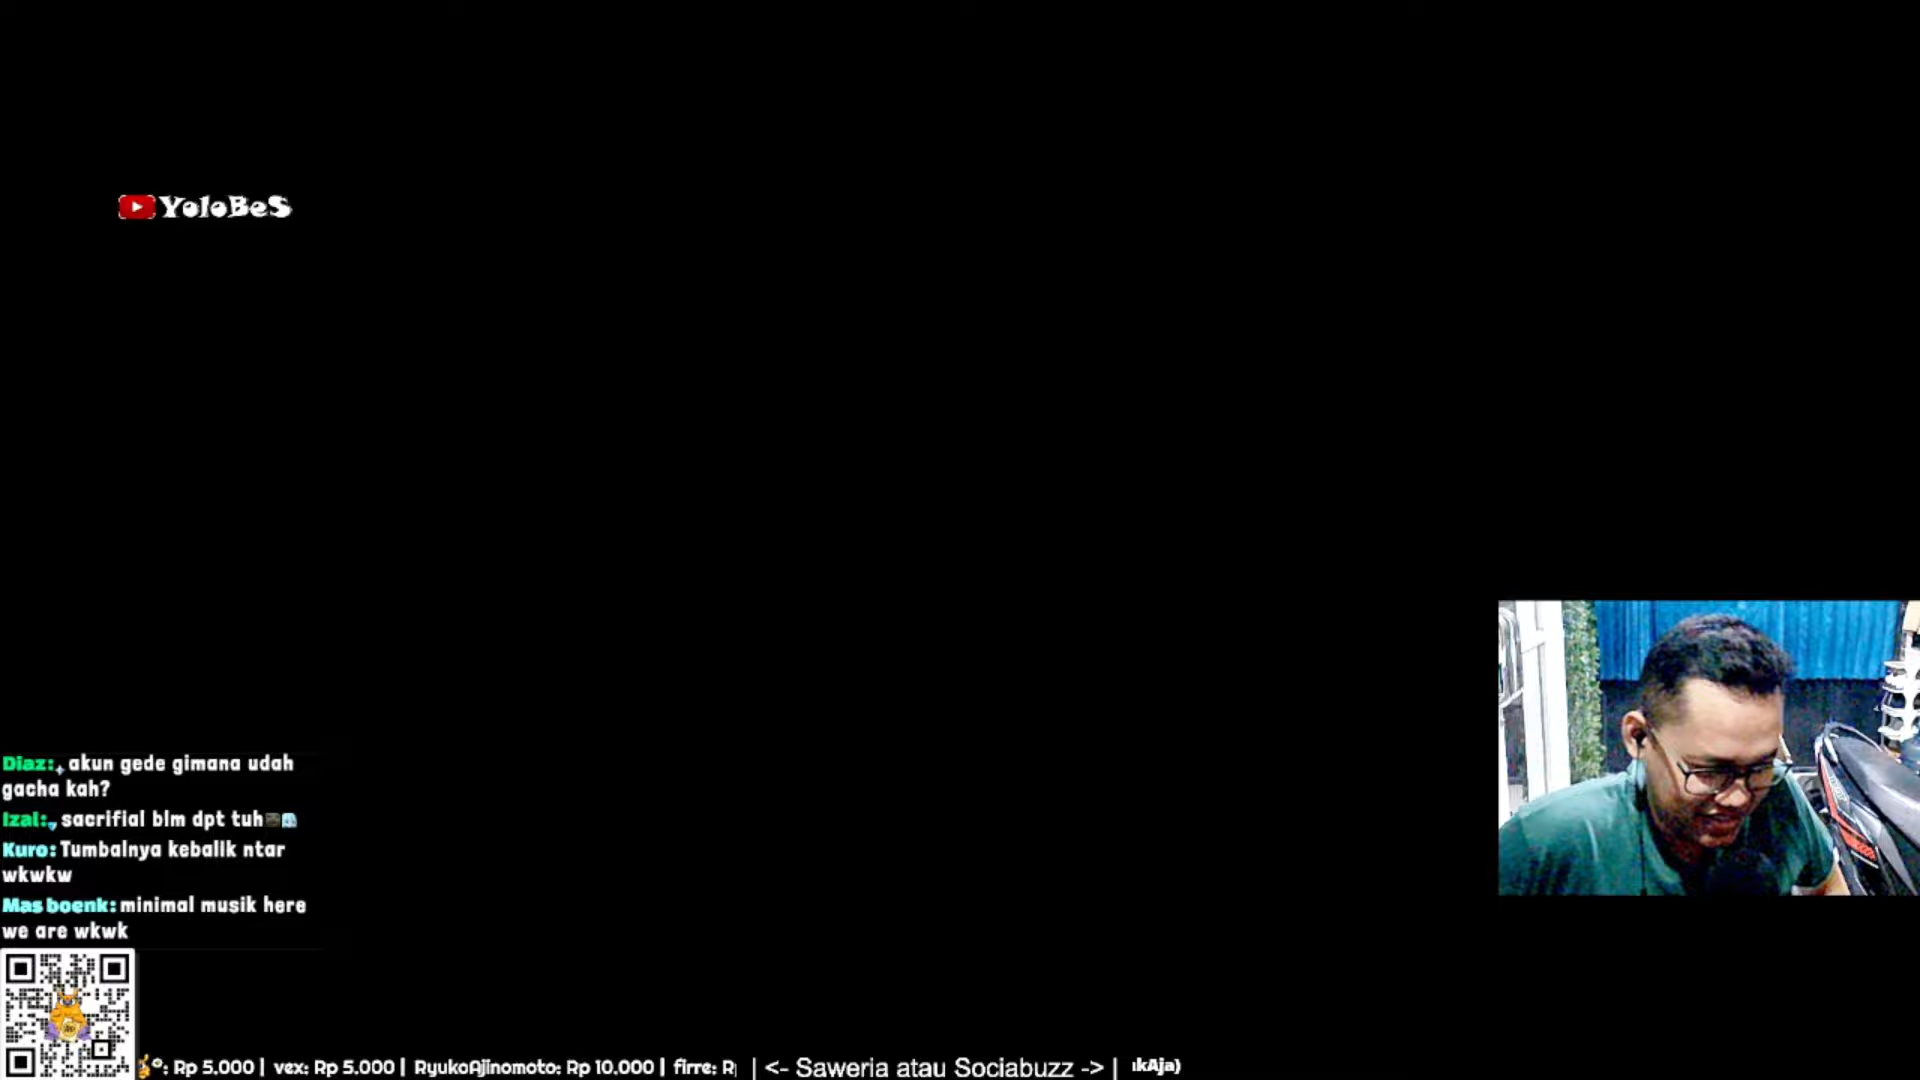 YoloBeS
Diaz: akun gede gimana udah
gacha kah?
Izal: sacrifial blm dpt tuh
Kuro: Tumbalnya kebalik ntar
wkwkw
Mas boenk: minimal musik here
we are wkwk
: Rp 5.000 | vex: Rp 5.000 | RyukoAjinomoto: Rp 10.000 | firre: R | <- Saweria atau Sociabuzz -> | kAja)